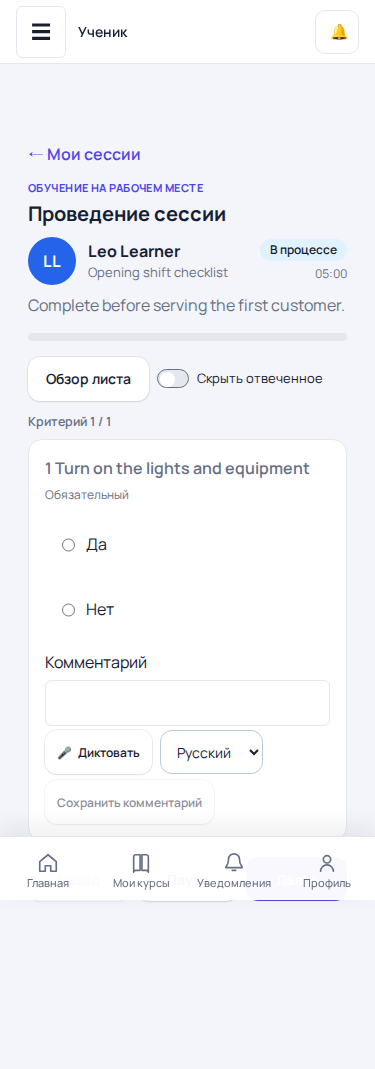 Ученик
← Мои сессии
ОБУЧЕНИЕ НА РАБОЧЕМ МЕСТЕ
Проведение сессии
LL
Leo Learner
В процессе
Opening shift checklist
05:00
Complete before serving the first customer.
Обзор листа
Скрыть отвеченное
Критерий 1 / 1
1 Turn on the lights and equipment
Обязательный
Да
Нет
Комментарий
Диктовать
Русский
Сохранить комментарий
Главная
Мои курсы
Уведомления
Профиль